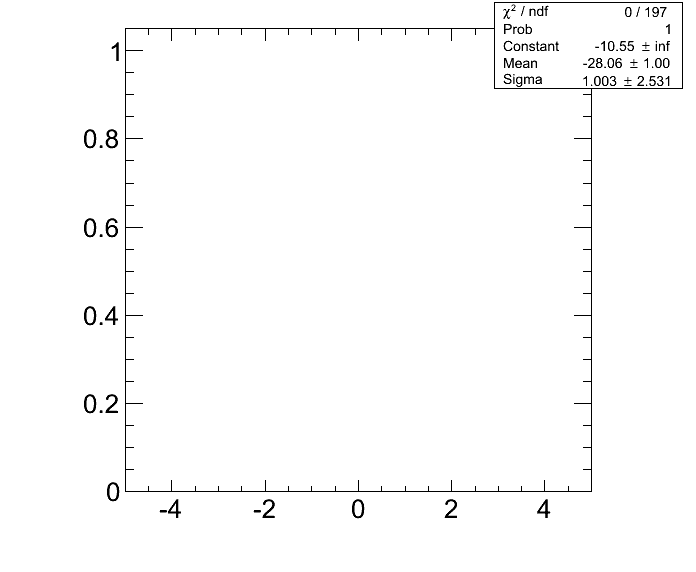 χ² / ndf 0 / 197
Prob 1
Constant -10.55 ± inf
Mean -28.06 ± 1.00
Sigma 1.003 ± 2.531
1
0.8
0.6
0.4
0.2
0
-4 -2 0 2 4